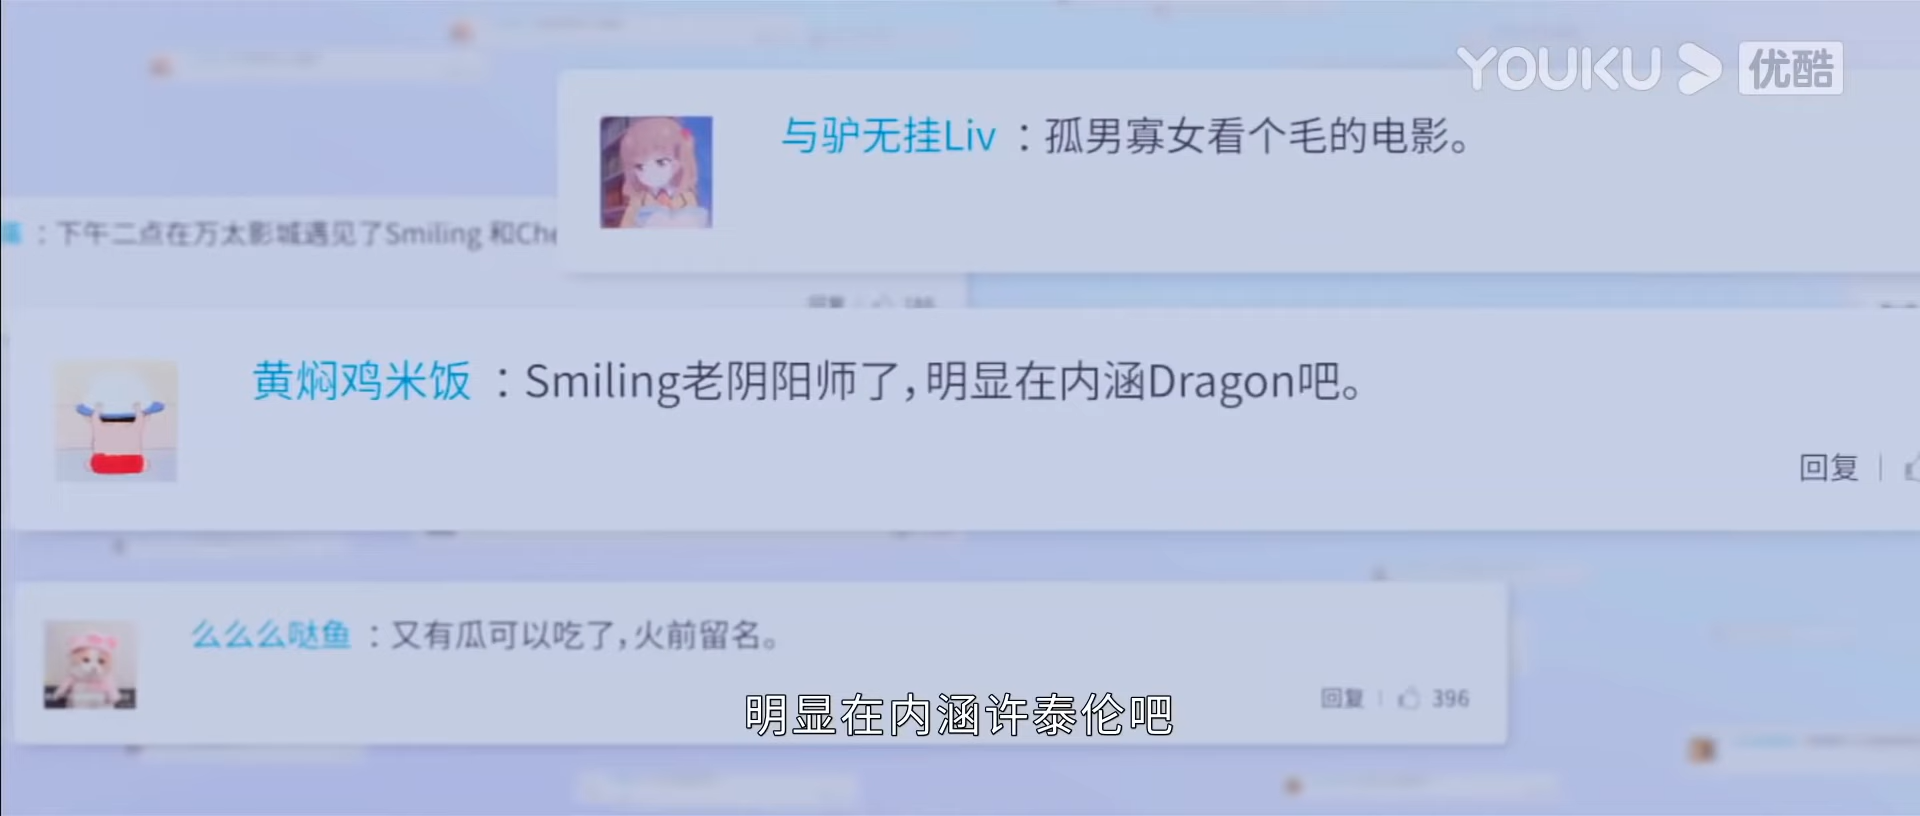 YOUKU 优酷
与驴无挂Liv ：孤男寡女看个毛的电影。
：下午二点在万太影城遇见了Smiling 和Che
回复 186
黄焖鸡米饭 ：Smiling老阴阳师了，明显在内涵Dragon吧。
回复
么么么哒鱼 ：又有瓜可以吃了，火前留名。
回复 396
明显在内涵许泰伦吧